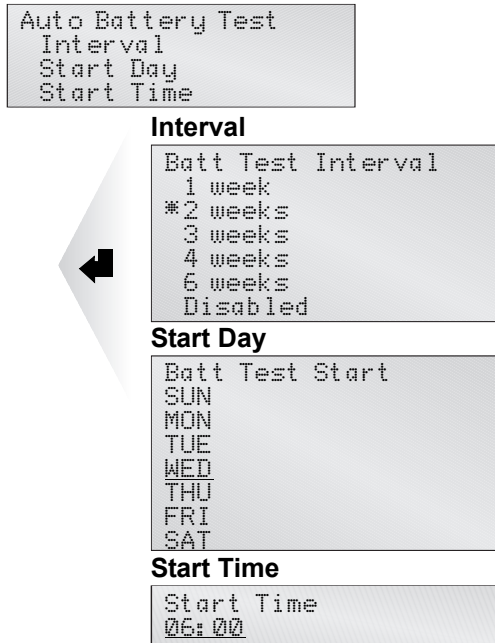 Auto Battery Test
Interval
Start Day
Start Time
Interval
Batt Test Interval
1 week
*2 weeks
3 weeks
4 weeks
6 weeks
Disabled
Start Day
Batt Test Start
SUN
MON
TUE
WED
THU
FRI
SAT
Start Time
Start Time
06:00